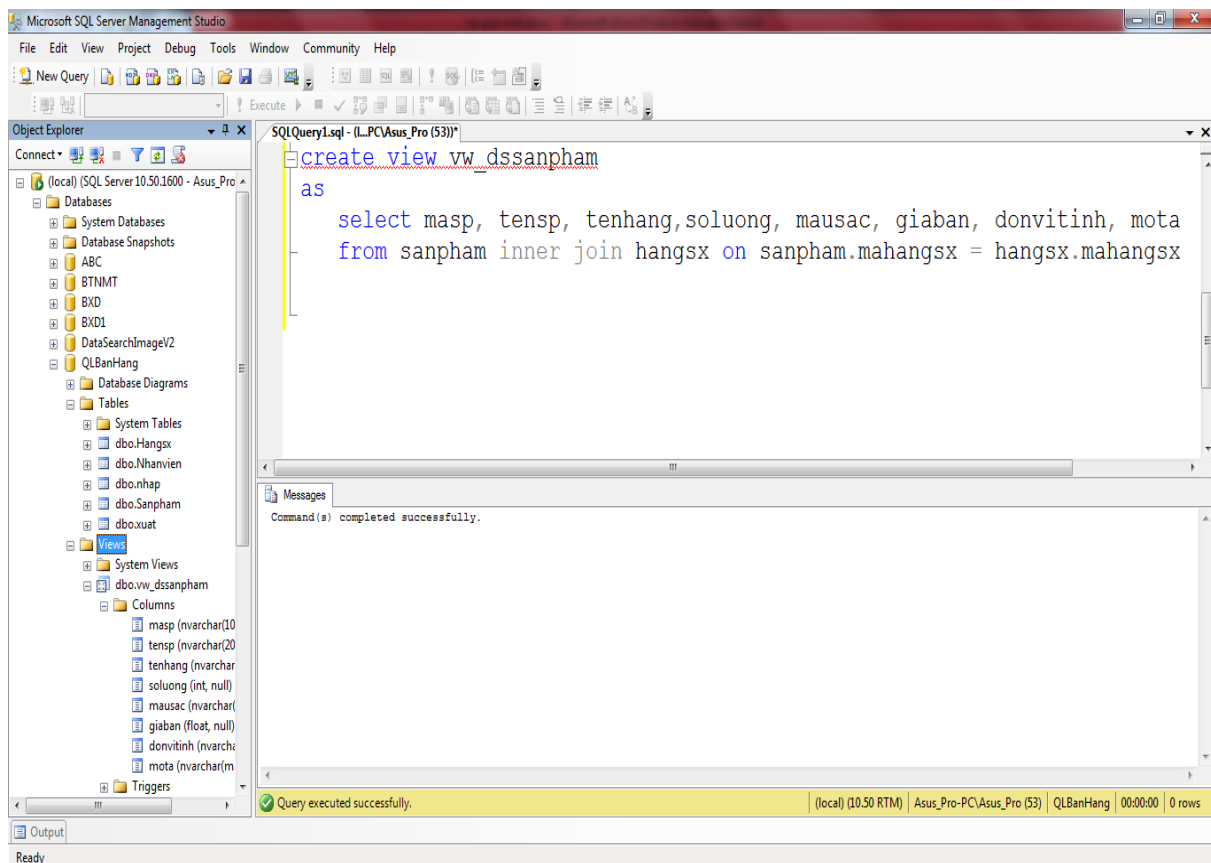 Microsoft SQL Server Management Studio
File Edit View Project Debug Tools Window Community Help
New Query
Execute
Object Explorer
Connect
(local) (SQL Server 10.50.1600 - Asus_Pro
Databases
System Databases
Database Snapshots
ABC
BTNMT
BXD
BXD1
DataSearchImageV2
QLBanHang
Database Diagrams
Tables
System Tables
dbo.Hangsx
dbo.Nhanvien
dbo.nhap
dbo.Sanpham
dbo.xuat
Views
System Views
dbo.vw_dssanpham
Columns
masp (nvarchar(10
tensp (nvarchar(20
tenhang (nvarchar
soluong (int, null)
mausac (nvarchar(
giaban (float, null)
donvitinh (nvarcha
mota (nvarchar(m
Triggers
SQLQuery1.sql - (l...PC\Asus_Pro (53))*
create view vw_dssanpham
as
select masp, tensp, tenhang,soluong, mausac, giaban, donvitinh, mota
from sanpham inner join hangsx on sanpham.mahangsx = hangsx.mahangsx
Messages
Command(s) completed successfully.
Query executed successfully.
(local) (10.50 RTM) Asus_Pro-PC\Asus_Pro (53) QLBanHang 00:00:00 0 rows
Output
Ready